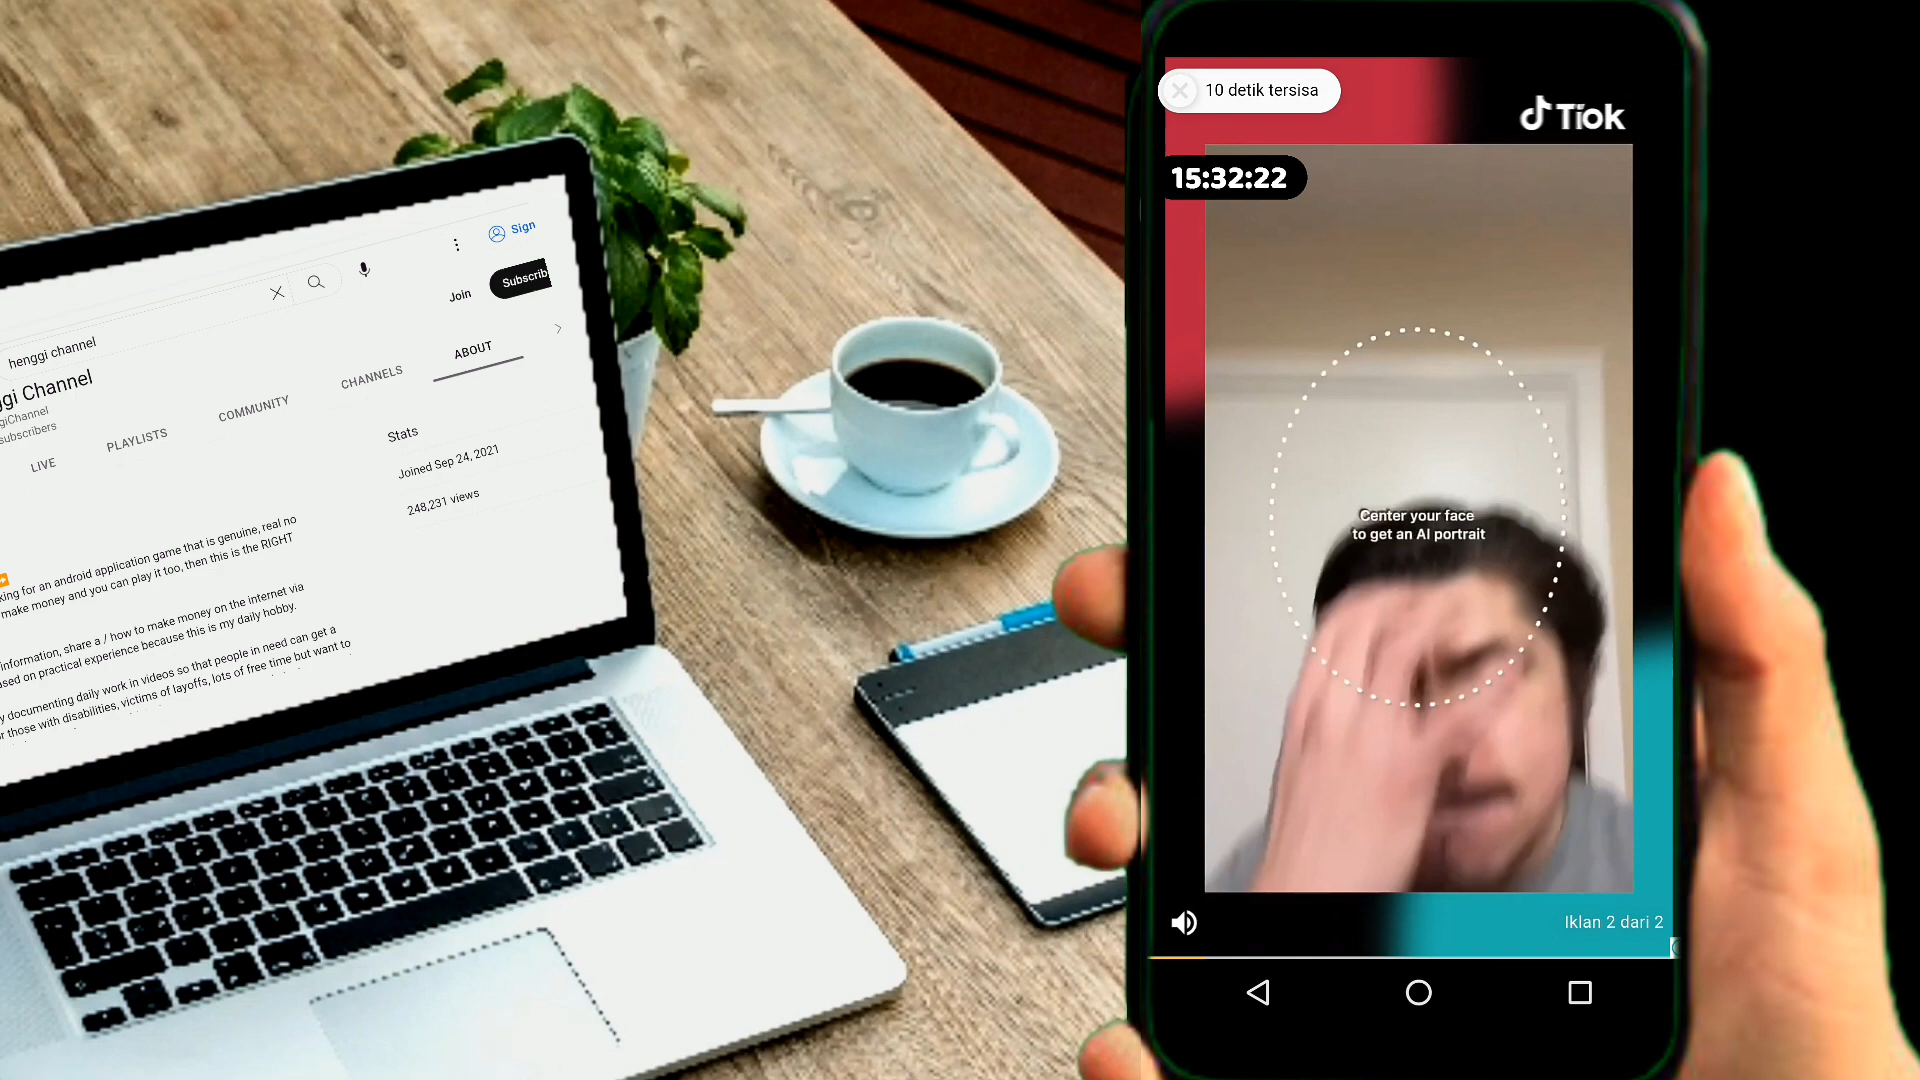 Sign
Join
Subscrib
henggi channel
ggi Channel
giChannel
subscribers
LIVE
PLAYLISTS
COMMUNITY
CHANNELS
ABOUT
Stats
Joined Sep 24, 2021
248,231 views
king for an android application game that is genuine, real no
make money and you can play it too, then this is the RIGHT
information, share a / how to make money on the internet via
sed on practical experience because this is my daily hobby.
y documenting daily work in videos so that people in need can get a
r those with disabilities, victims of layoffs, lots of free time but want to
10 detik tersisa
Tiok
15:32:22
Center your face
to get an AI portrait
Iklan 2 dari 2